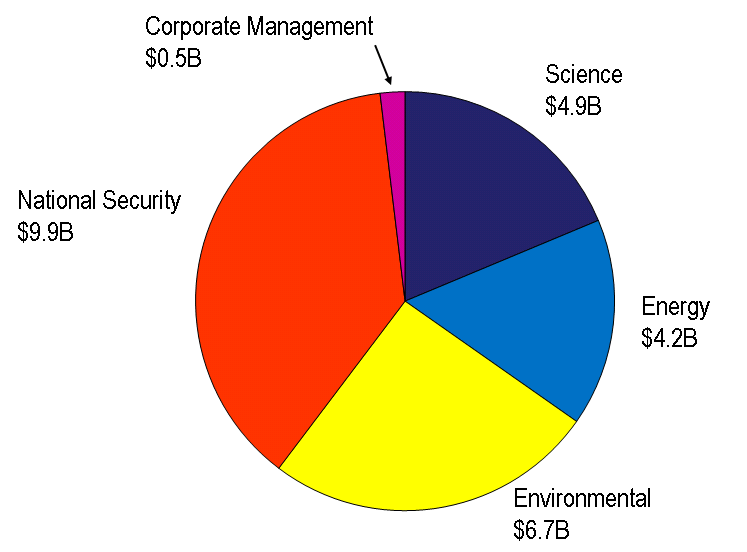 Corporate Management
$0.5B
Science
$4.9B
National Security
$9.9B
Energy
$4.2B
Environmental
$6.7B